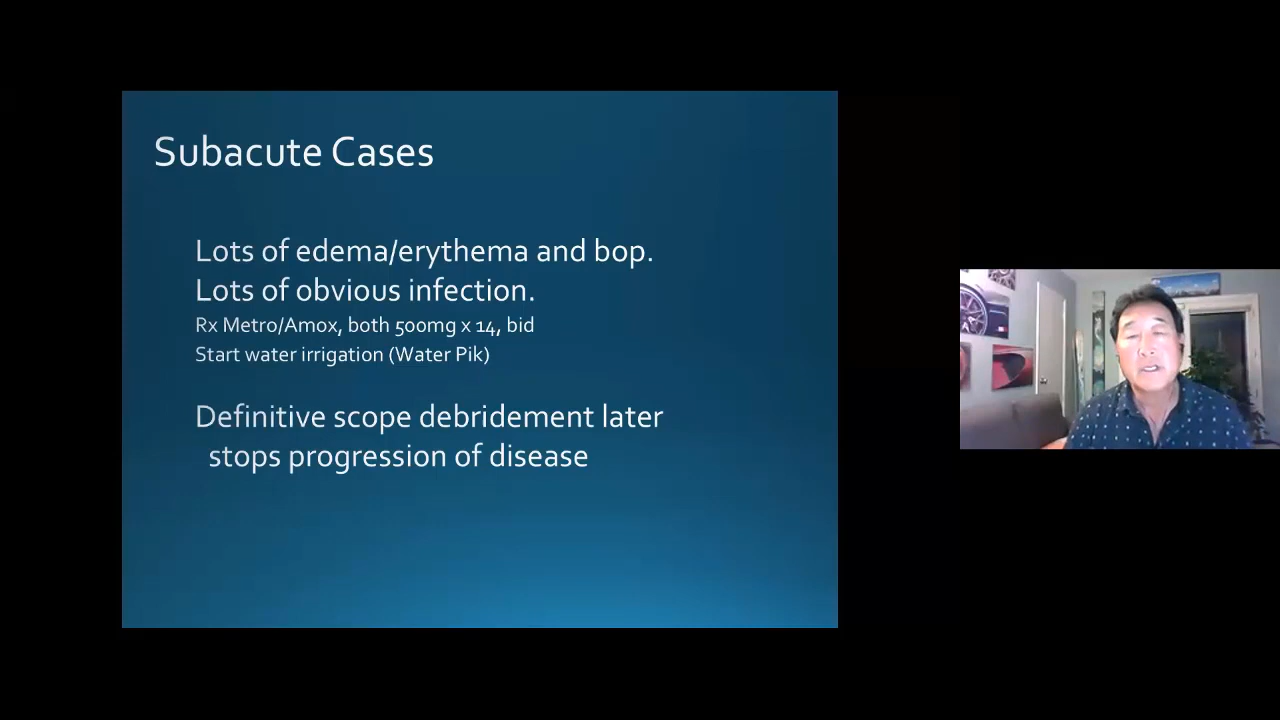 Subacute Cases
Lots of edema/erythema and bop.
Lots of obvious infection.
Rx Metro/Amox, both 500mg x 14, bid
Start water irrigation (Water Pik)
Definitive scope debridement later
stops progression of disease